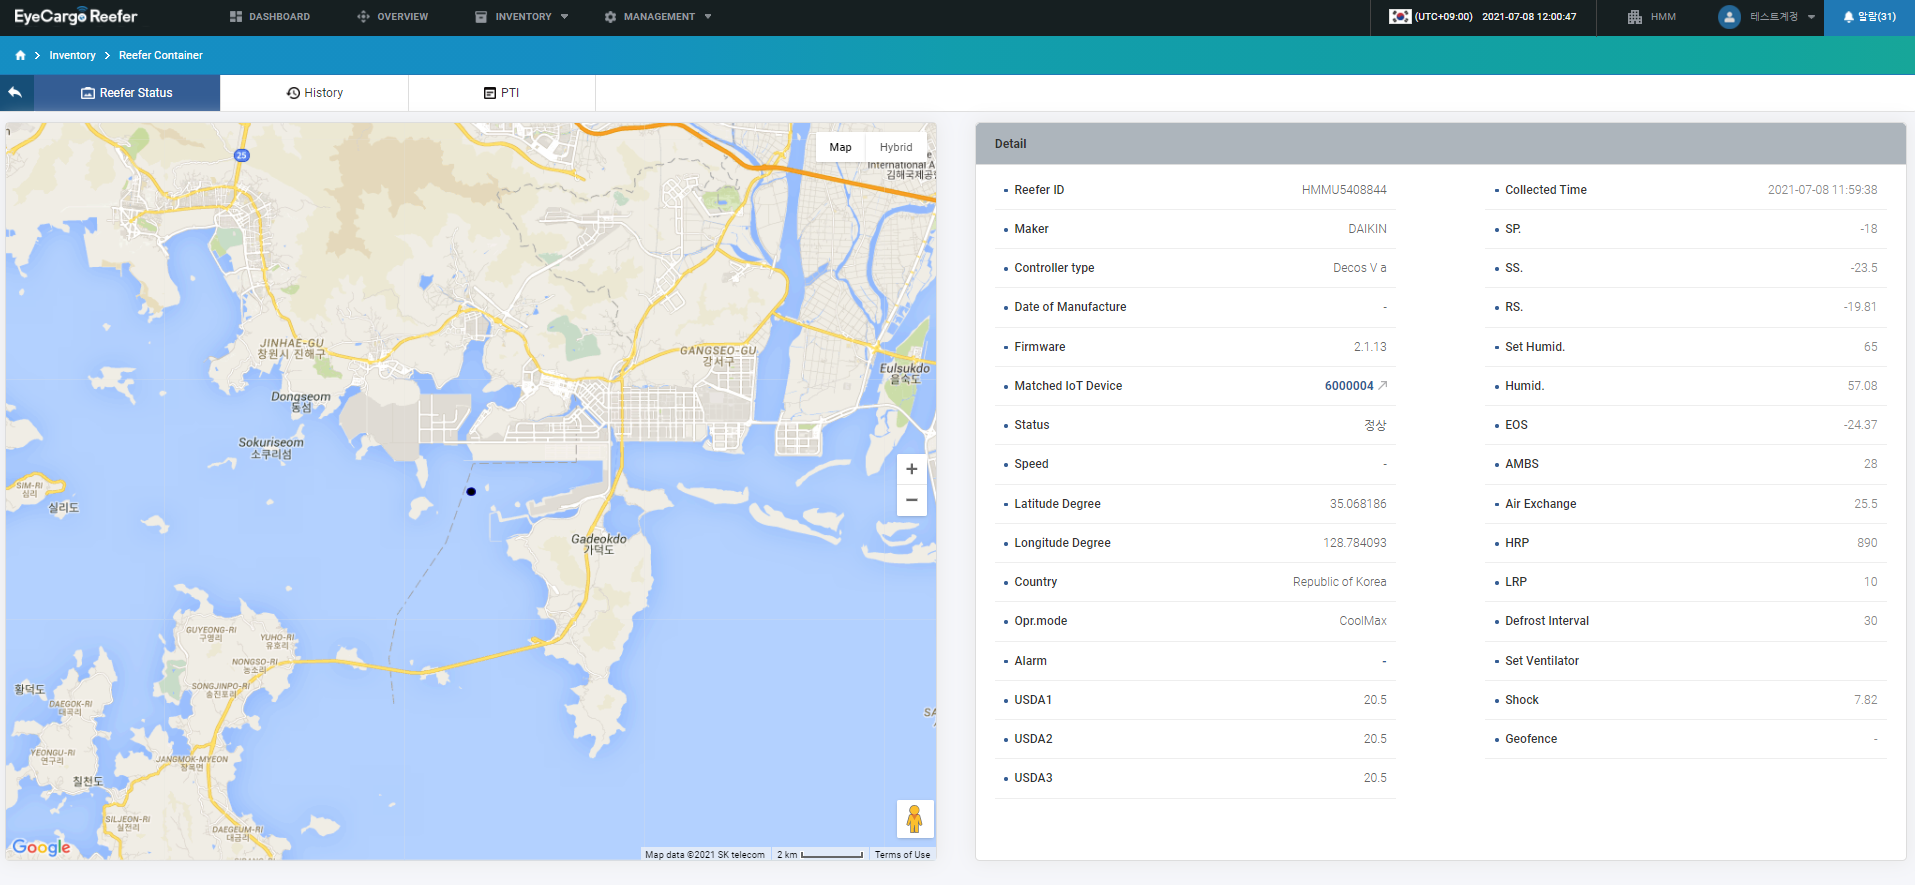 EyeCargo Reefer
DASHBOARD
OVERVIEW
INVENTORY
MANAGEMENT
(UTC+09:00) 2021-07-08 12:00:47
HMM
테스트계정
알람(31)
Inventory
Reefer Container
Reefer Status
History
PTI
25
Map
Hybrid
International A
김해국제공항
JINHAE-GU
창원시 진해구
GANGSEO-GU
강서구
Eulsukdo
을숙도
Dongseom
동섬
Sokuriseom
소쿠리섬
SIM-RI
심리
실리도
Gadeokdo
가덕도
GUYEONG-RI
구영리
YUHO-RI
유호리
NONGSO-RI
농소리
SONGJINPO-RI
송진포리
황덕도
DAEGOK-RI
대곡리
YEONGU-RI
연구리
칠천도
JANGMOK-MYEON
장목면
SILJEON-RI
실전리
DAEGEUM-RI
대금리
SA
Google
Map data ©2021 SK telecom
2 km
Terms of Use
Detail
Reefer ID HMMU5408844
Maker DAIKIN
Controller type Decos V a
Date of Manufacture -
Firmware 2.1.13
Matched IoT Device 6000004
Status 정상
Speed -
Latitude Degree 35.068186
Longitude Degree 128.784093
Country Republic of Korea
Opr.mode CoolMax
Alarm -
USDA1 20.5
USDA2 20.5
USDA3 20.5
Collected Time 2021-07-08 11:59:38
SP. -18
SS. -23.5
RS. -19.81
Set Humid. 65
Humid. 57.08
EOS -24.37
AMBS 28
Air Exchange 25.5
HRP 890
LRP 10
Defrost Interval 30
Set Ventilator
Shock 7.82
Geofence -